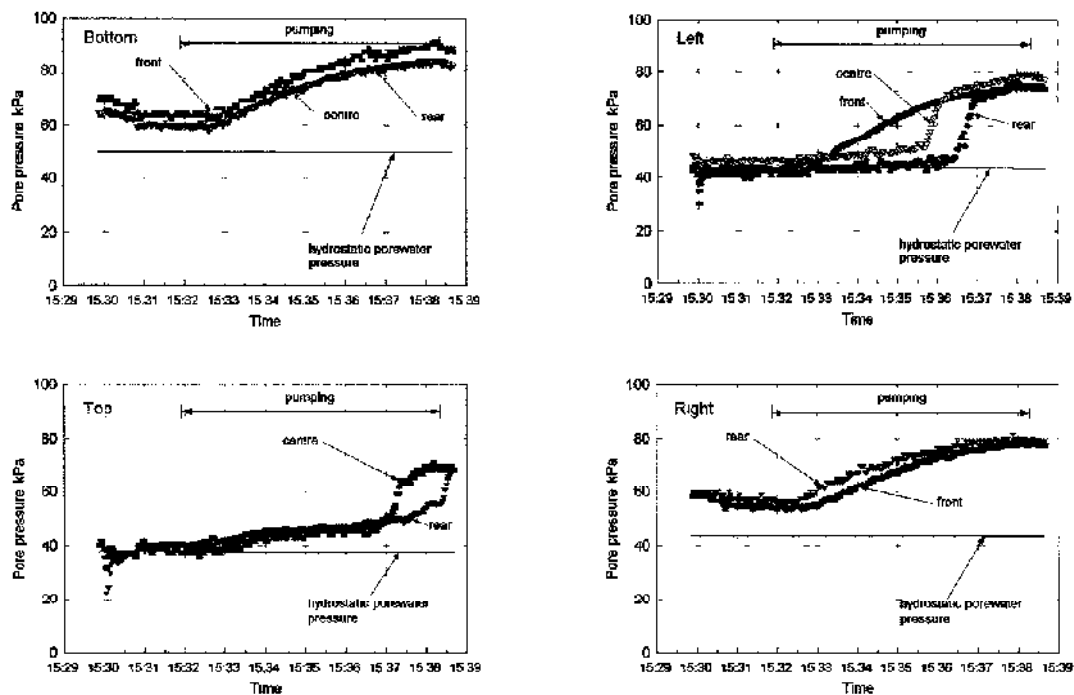 Bottom
pumping
front
centre
rear
hydrostatic porewater
pressure
Pore pressure kPa
100
80
60
40
20
0
15:29 15:30 15:31 15:32 15:33 15:34 15:35 15:36 15:37 15:38 15:39
Time
Left
pumping
centre
front
rear
hydrostatic porewater
pressure
Pore pressure kPa
100
80
60
40
20
0
15:29 15:30 15:31 15:32 15:33 15:34 15:35 15:36 15:37 15:38 15:39
Time
Top
pumping
centre
rear
hydrostatic porewater
pressure
Pore pressure kPa
100
80
60
40
20
0
15:29 15:30 15:31 15:32 15:33 15:34 15:35 15:36 15:37 15:38 15:39
Time
Right
pumping
rear
front
hydrostatic porewater
pressure
Pore pressure kPa
100
80
60
40
20
0
15:29 15:30 15:31 15:32 15:33 15:34 15:35 15:36 15:37 15:38 15:39
Time